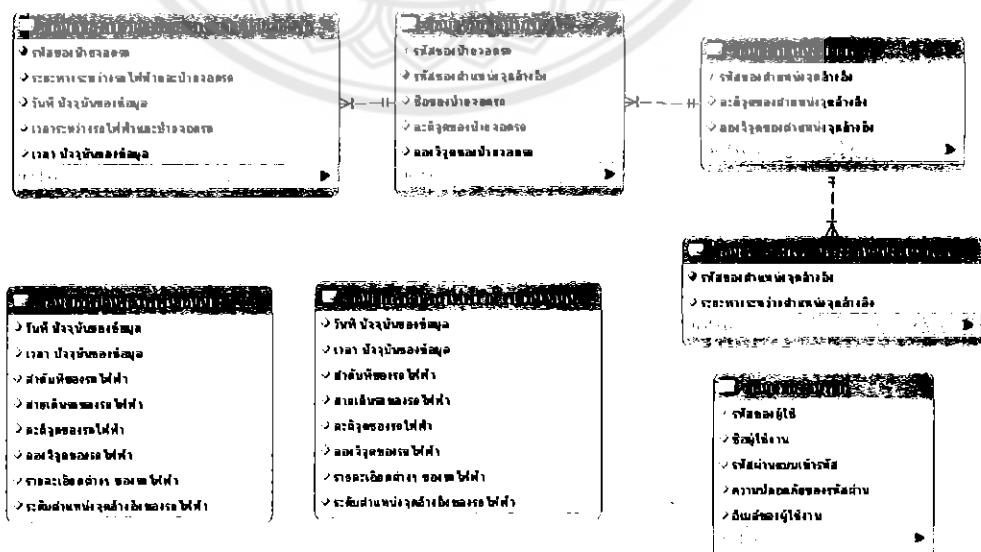 รหัสของป้ายจอดรถ
ระยะทางระหว่างรถไฟฟ้าและป้ายจอดรถ
วันที่ ปัจจุบันของข้อมูล
เวลาระหว่างรถไฟฟ้าและป้ายจอดรถ
เวลา ปัจจุบันของข้อมูล
รหัสของป้ายจอดรถ
รหัสของตำแหน่งจุดอ้างอิง
ชื่อของป้ายจอดรถ
ละติจูดของป้ายจอดรถ
ลองจิจูดของป้ายจอดรถ
รหัสของตำแหน่งจุดอ้างอิง
ละติจูดของตำแหน่งจุดอ้างอิง
ลองจิจูดของตำแหน่งจุดอ้างอิง
รหัสของตำแหน่งจุดอ้างอิง
ระยะทางระหว่างตำแหน่งจุดอ้างอิง
วันที่ ปัจจุบันของข้อมูล
เวลา ปัจจุบันของข้อมูล
ลำดับที่ของรถไฟฟ้า
สายเดินรถของรถไฟฟ้า
ละติจูดของรถไฟฟ้า
ลองจิจูดของรถไฟฟ้า
รายละเอียดต่างๆ ของรถไฟฟ้า
ระดับตำแหน่งจุดอ้างอิงของรถไฟฟ้า
วันที่ ปัจจุบันของข้อมูล
เวลา ปัจจุบันของข้อมูล
ลำดับที่ของรถไฟฟ้า
สายเดินรถของรถไฟฟ้า
ละติจูดของรถไฟฟ้า
ลองจิจูดของรถไฟฟ้า
รายละเอียดต่างๆ ของรถไฟฟ้า
ระดับตำแหน่งจุดอ้างอิงของรถไฟฟ้า
รหัสของผู้ใช้
ชื่อผู้ใช้งาน
รหัสผ่านแบบเข้ารหัส
ความปลอดภัยของรหัสผ่าน
อีเมล์ของผู้ใช้งาน